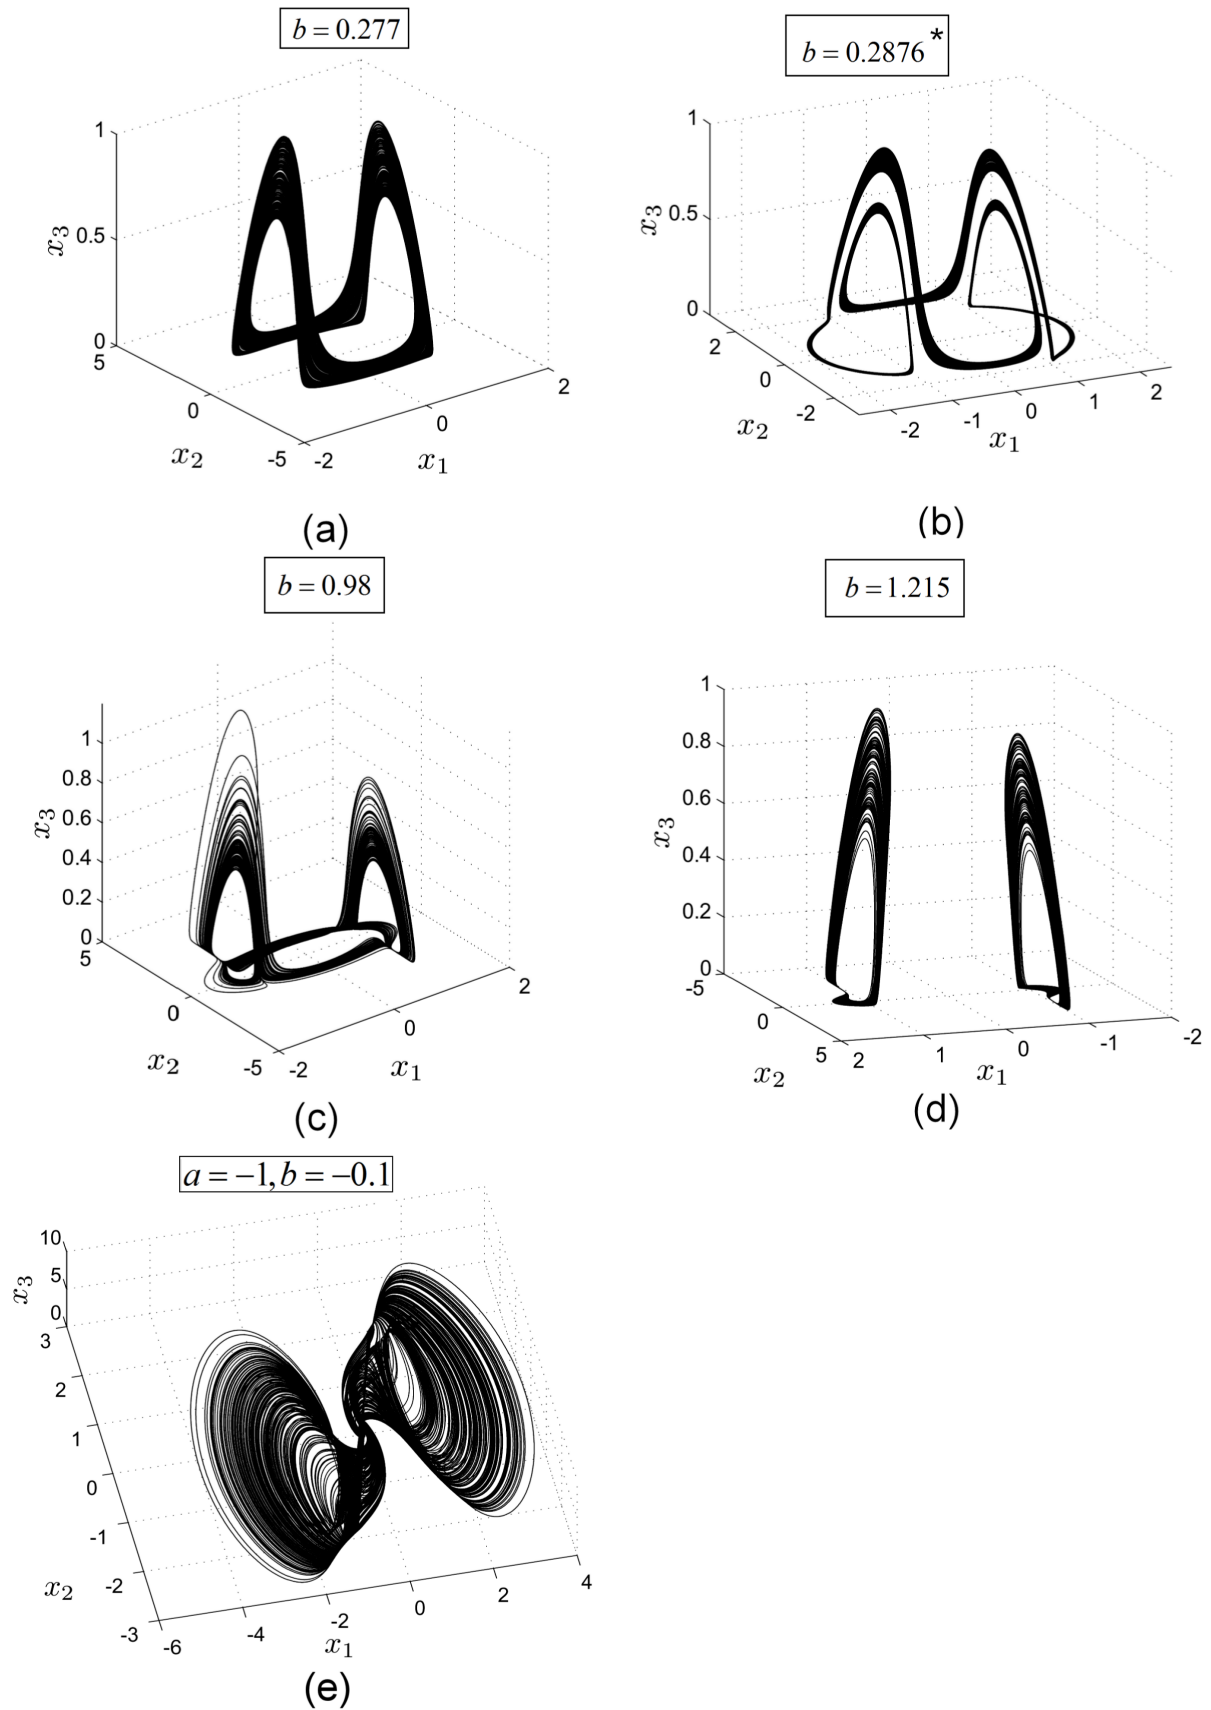 b = 0.277
1
0.5
0
x3
5
0
-5
x2
-2
0
2
x1
(a)
b = 0.2876*
1
0.5
0
x3
2
0
-2
x2
-2
-1
0
1
2
x1
(b)
b = 0.98
1
0.8
0.6
0.4
0.2
0
x3
5
0
-5
x2
-2
0
2
x1
(c)
b = 1.215
1
0.8
0.6
0.4
0.2
0
x3
-5
0
5
x2
2
1
0
-1
-2
x1
(d)
a = −1, b = −0.1
10
5
0
x3
3
2
1
0
-1
-2
-3
x2
-6
-4
-2
0
2
4
x1
(e)